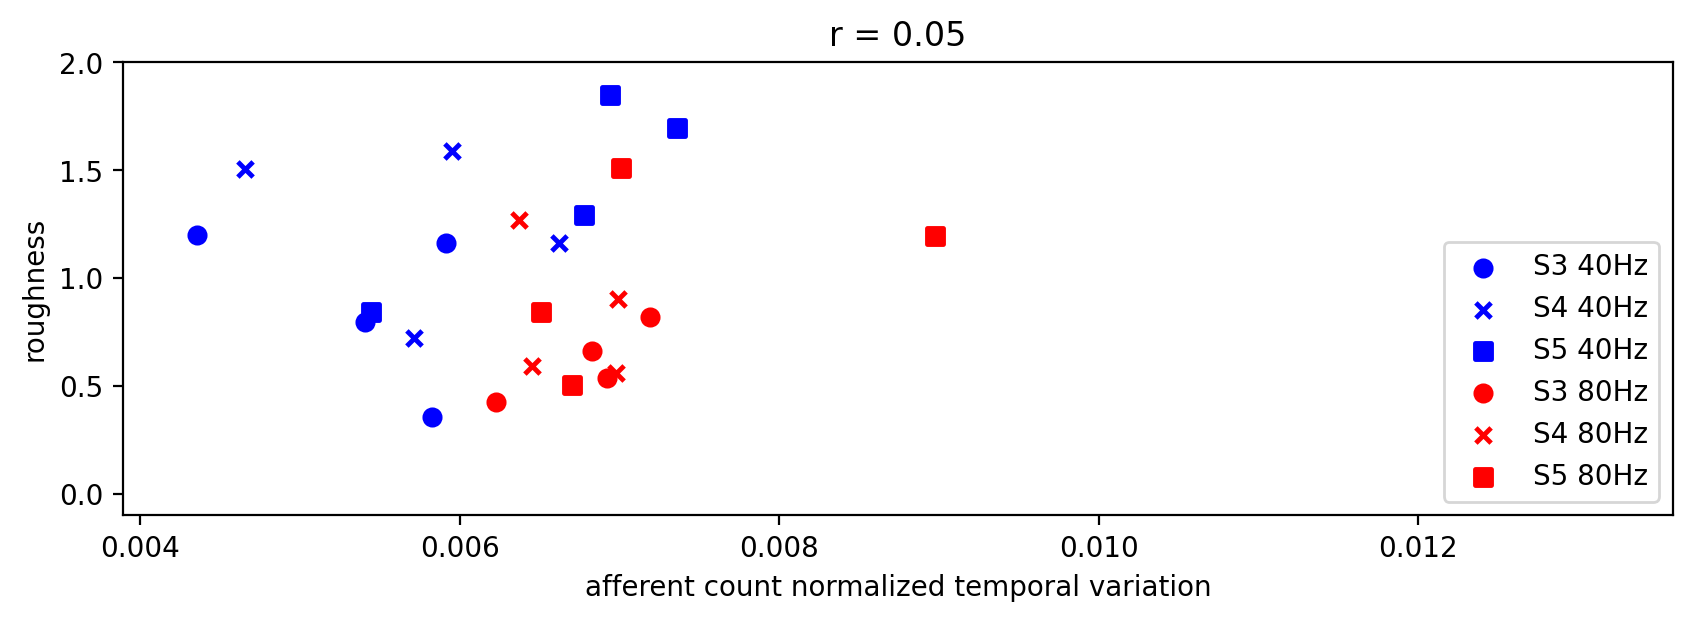 r = 0.05
2.0
1.5
1.0
0.5
0.0
roughness
0.004
0.006
0.008
0.010
0.012
afferent count normalized temporal variation
S3 40Hz
S4 40Hz
S5 40Hz
S3 80Hz
S4 80Hz
S5 80Hz